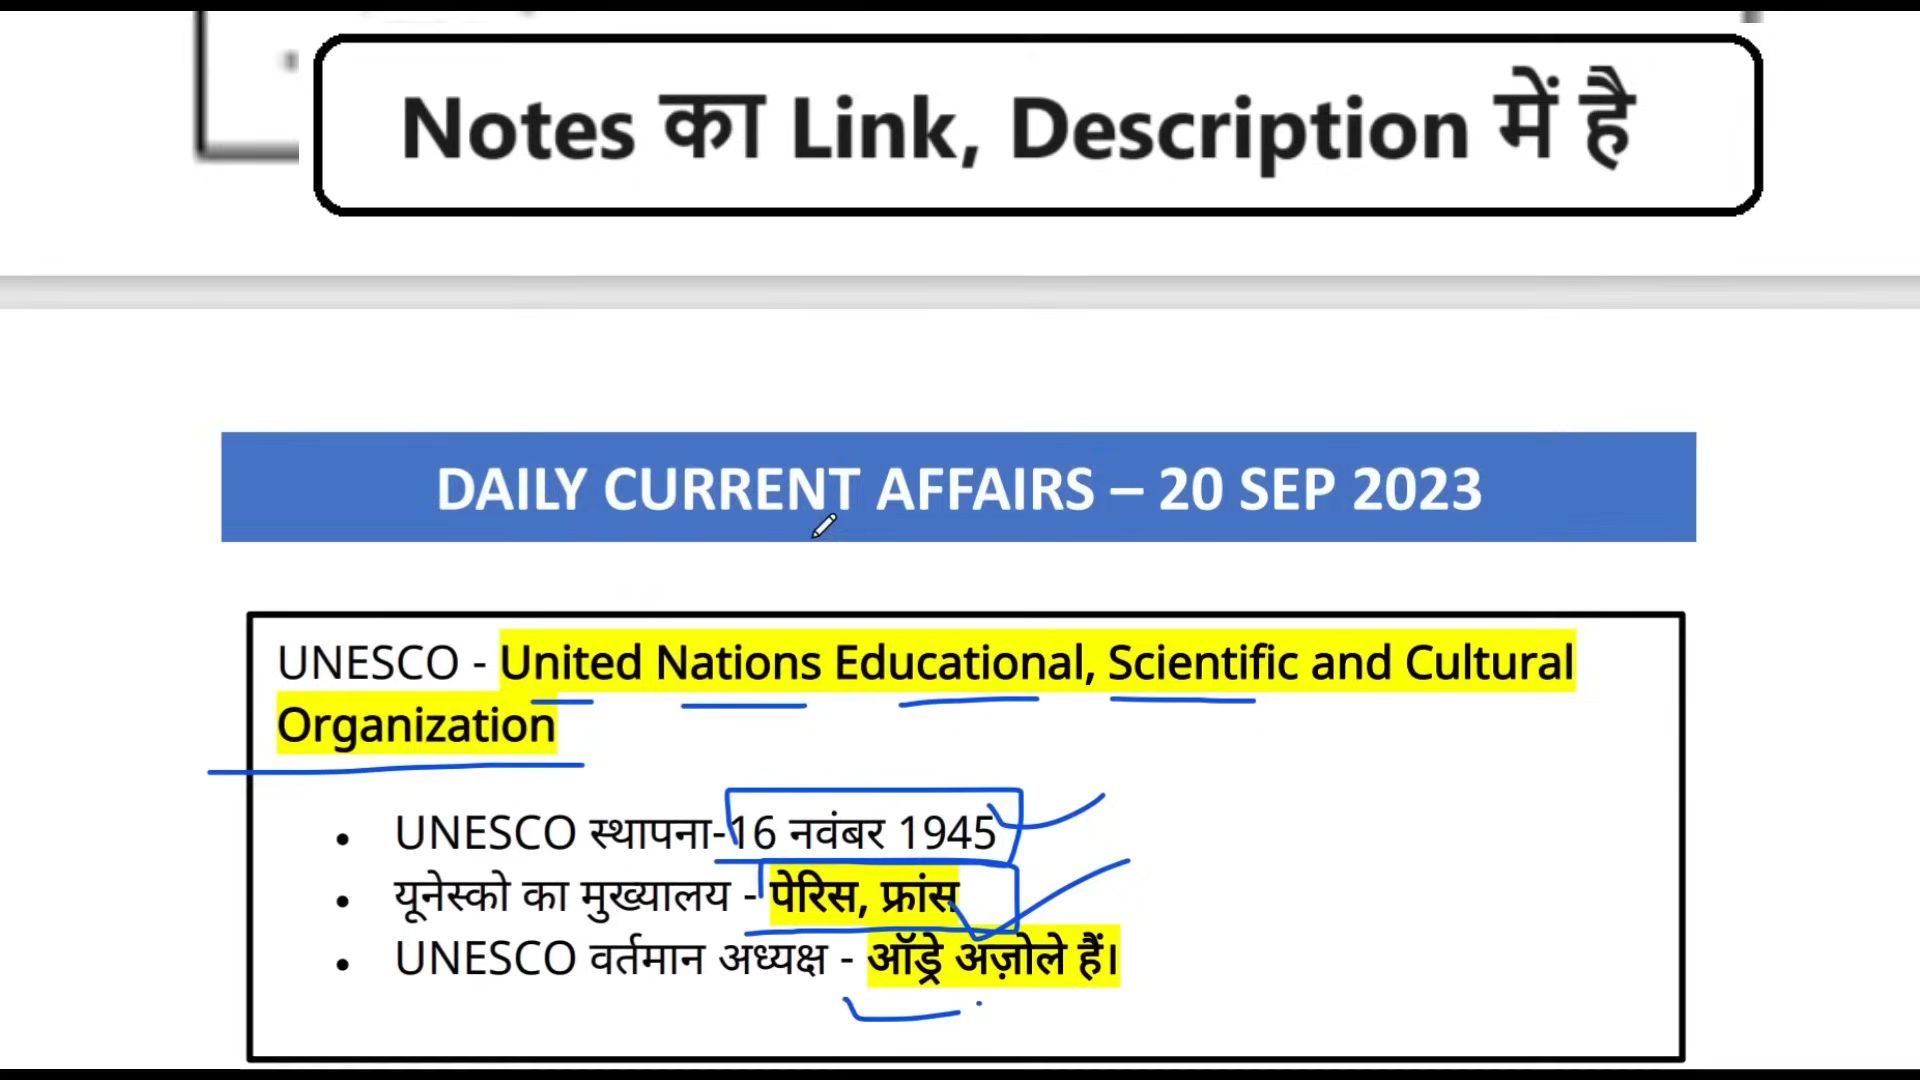 Notes का Link, Description में है
DAILY CURRENT AFFAIRS – 20 SEP 2023
UNESCO - United Nations Educational, Scientific and Cultural
Organization
• UNESCO स्थापना-16 नवंबर 1945
• यूनेस्को का मुख्यालय - पेरिस, फ्रांस
• UNESCO वर्तमान अध्यक्ष - ऑड्रे अज़ोले हैं।